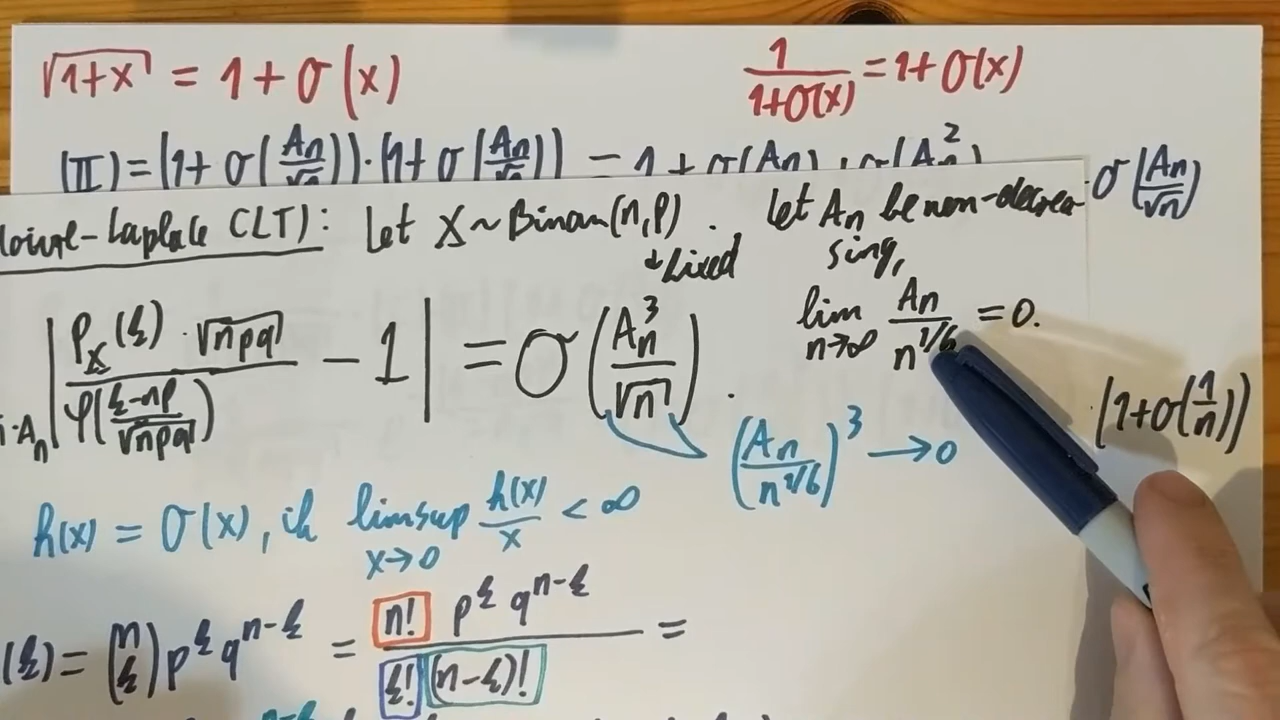 √(1+x) = 1 + σ(x)
1/(1+σ(x)) = 1 + σ(x)
(II) = (1 + σ(An/√n)) · (1 + σ(An/√n)) = 1 + σ(An) + σ(An²) σ(An/√n)
Laplace CLT): Let X ~ Binom(n,p). Let An be non-decrea-
↓ fixed sing,
|P_X(k) · √npq / φ((k-np)/√npq) − 1| = σ(An³/√n). lim n→∞ An/n^(1/6) = 0.
An
(1+σ(1/n))
(An/n^(1/6))³ → 0
h(x) = σ(x), if limsup x→0 h(x)/x < ∞
(k) = (n k) p^k q^(n-k) = n! p^k q^(n-k) / k! (n-k)! =